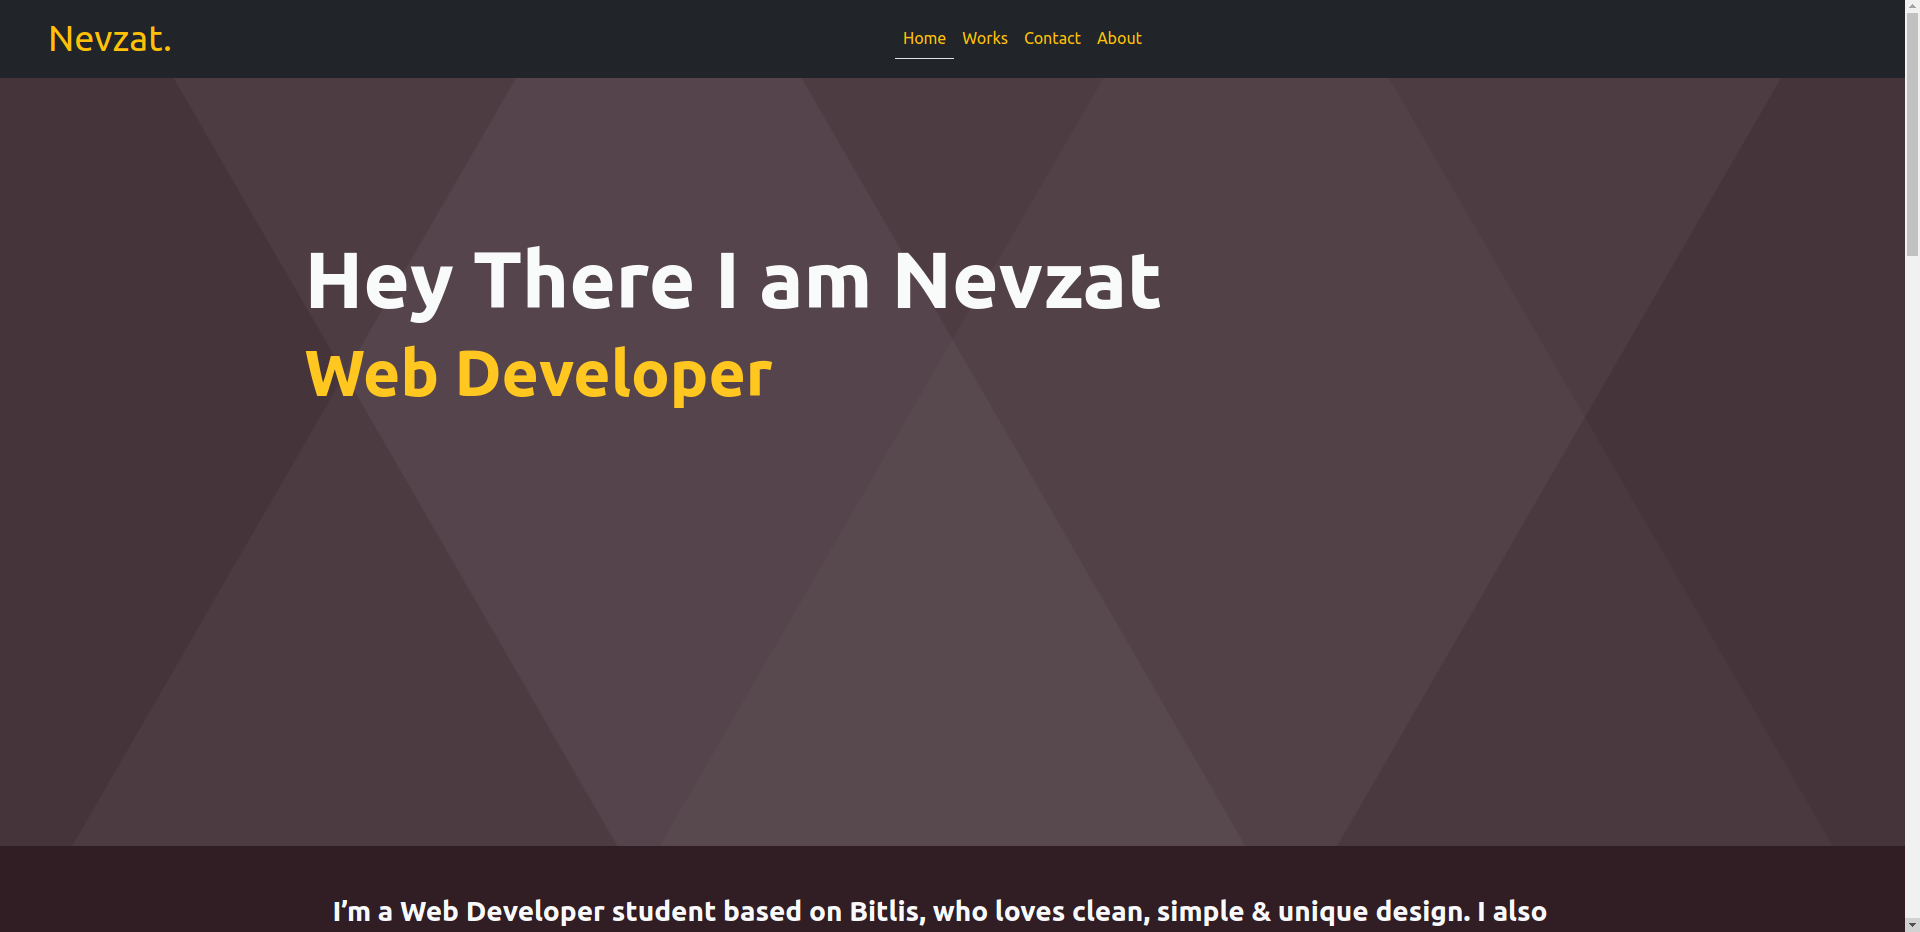 Nevzat.
Home Works Contact About
Hey There I am Nevzat
Web Developer
I’m a Web Developer student based on Bitlis, who loves clean, simple & unique design. I also